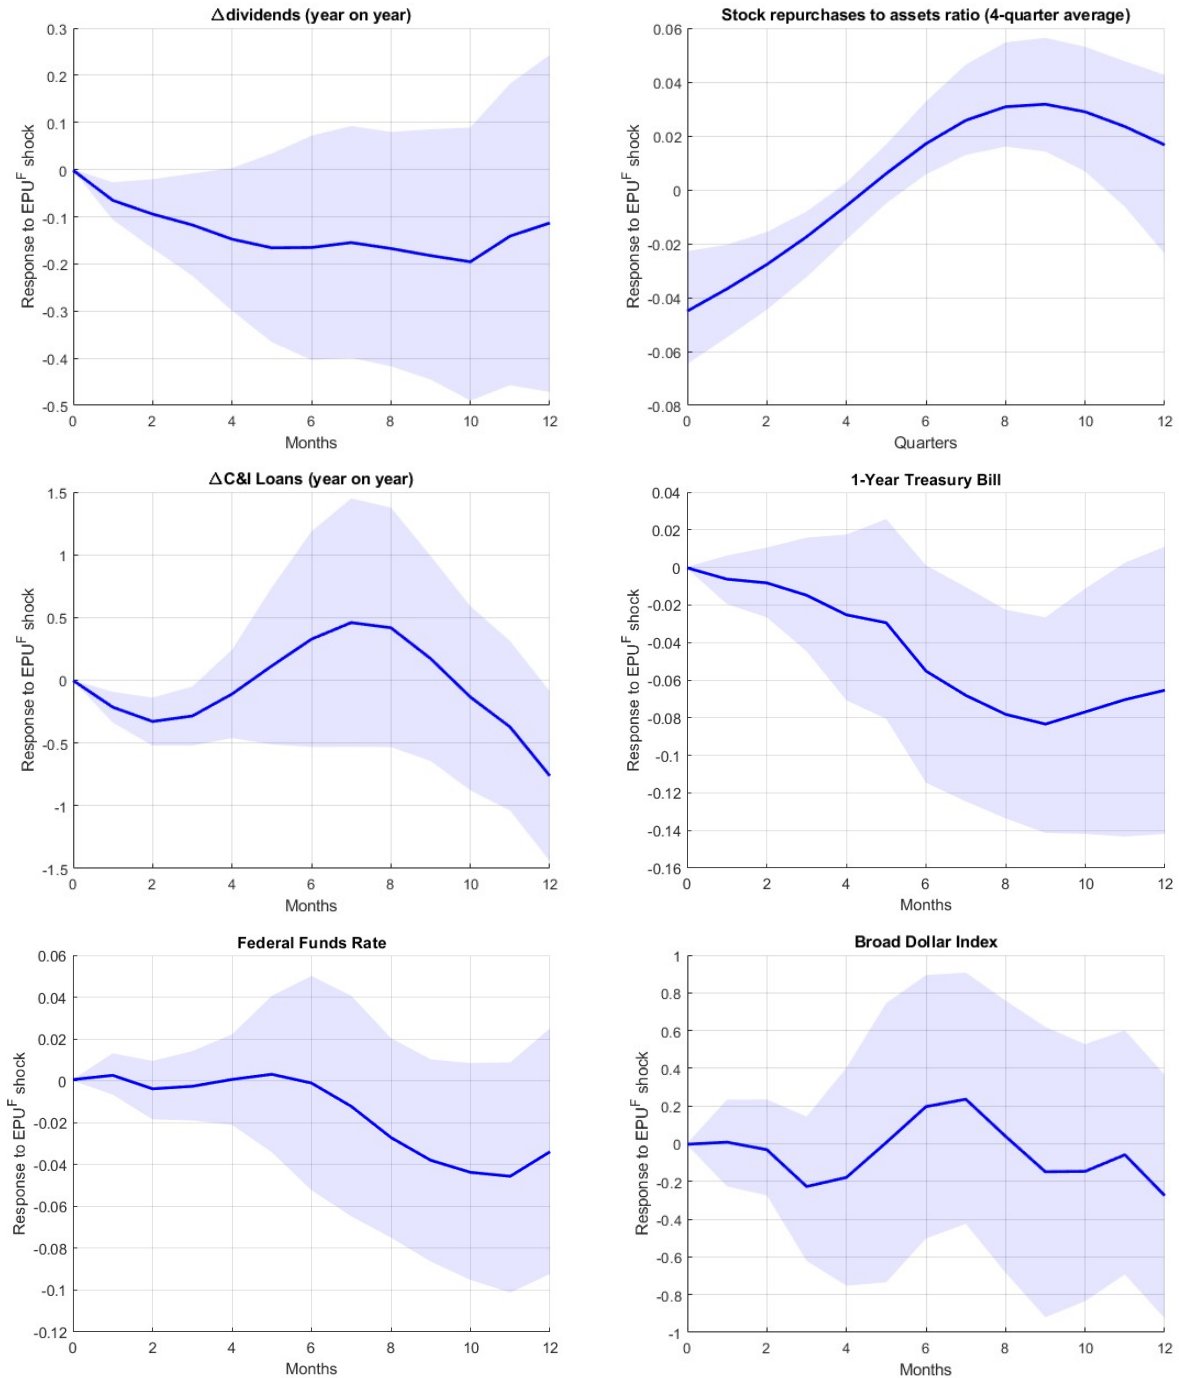 Δdividends (year on year)
Response to EPU^F shock
0.3
0.2
0.1
0
-0.1
-0.2
-0.3
-0.4
-0.5
0 2 4 6 8 10 12
Months
Stock repurchases to assets ratio (4-quarter average)
Response to EPU^F shock
0.06
0.04
0.02
0
-0.02
-0.04
-0.06
-0.08
0 2 4 6 8 10 12
Quarters
ΔC&I Loans (year on year)
Response to EPU^F shock
1.5
1
0.5
0
-0.5
-1
-1.5
0 2 4 6 8 10 12
Months
1-Year Treasury Bill
Response to EPU^F shock
0.04
0.02
0
-0.02
-0.04
-0.06
-0.08
-0.1
-0.12
-0.14
-0.16
0 2 4 6 8 10 12
Months
Federal Funds Rate
Response to EPU^F shock
0.06
0.04
0.02
0
-0.02
-0.04
-0.06
-0.08
-0.1
-0.12
0 2 4 6 8 10 12
Months
Broad Dollar Index
Response to EPU^F shock
1
0.8
0.6
0.4
0.2
0
-0.2
-0.4
-0.6
-0.8
-1
0 2 4 6 8 10 12
Months